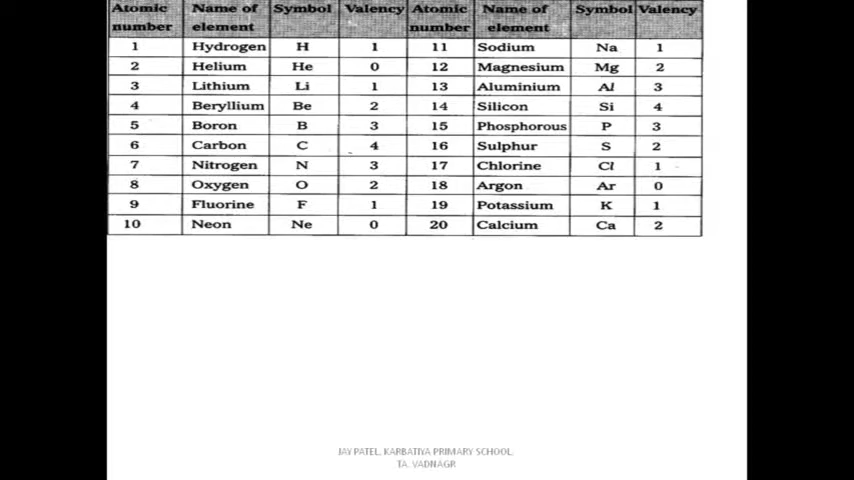 Atomic number Name of element Symbol Valency Atomic number Name of element Symbol Valency
1 Hydrogen H 1 11 Sodium Na 1
2 Helium He 0 12 Magnesium Mg 2
3 Lithium Li 1 13 Aluminium Al 3
4 Beryllium Be 2 14 Silicon Si 4
5 Boron B 3 15 Phosphorous P 3
6 Carbon C 4 16 Sulphur S 2
7 Nitrogen N 3 17 Chlorine Cl 1
8 Oxygen O 2 18 Argon Ar 0
9 Fluorine F 1 19 Potassium K 1
10 Neon Ne 0 20 Calcium Ca 2
JAY PATEL, KARBATIYA PRIMARY SCHOOL,
TA. VADNAGR